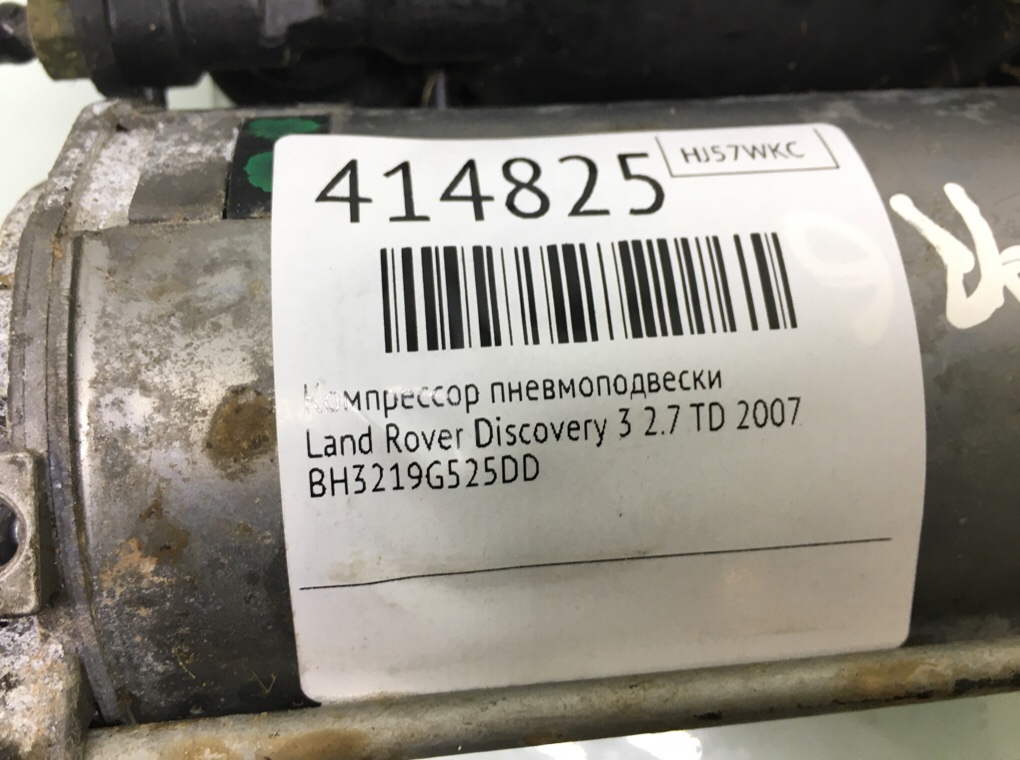 414825
HJ57WKC
Компрессор пневмоподвески
Land Rover Discovery 3 2.7 TD 2007
BH3219G525DD